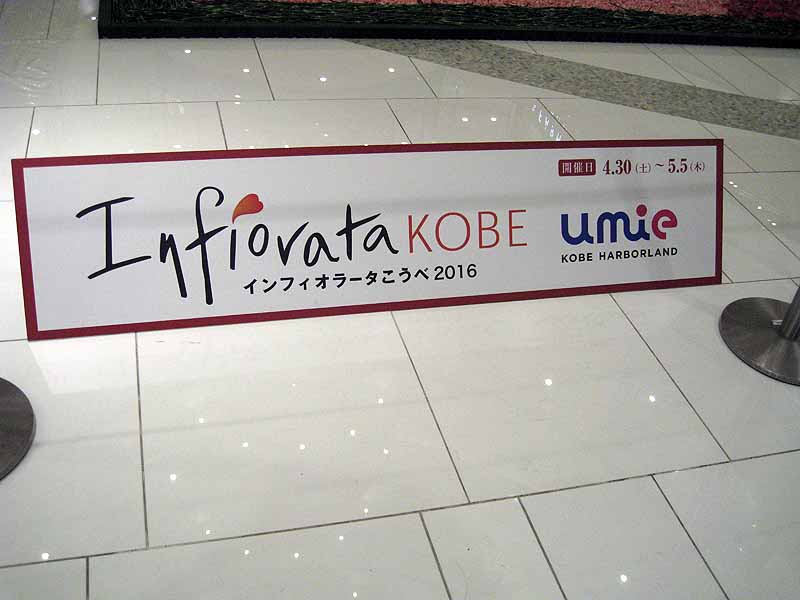 開催日 4.30(土)~5.5(木)
Infiorata KOBE
インフィオラータこうべ2016
umie
KOBE HARBORLAND